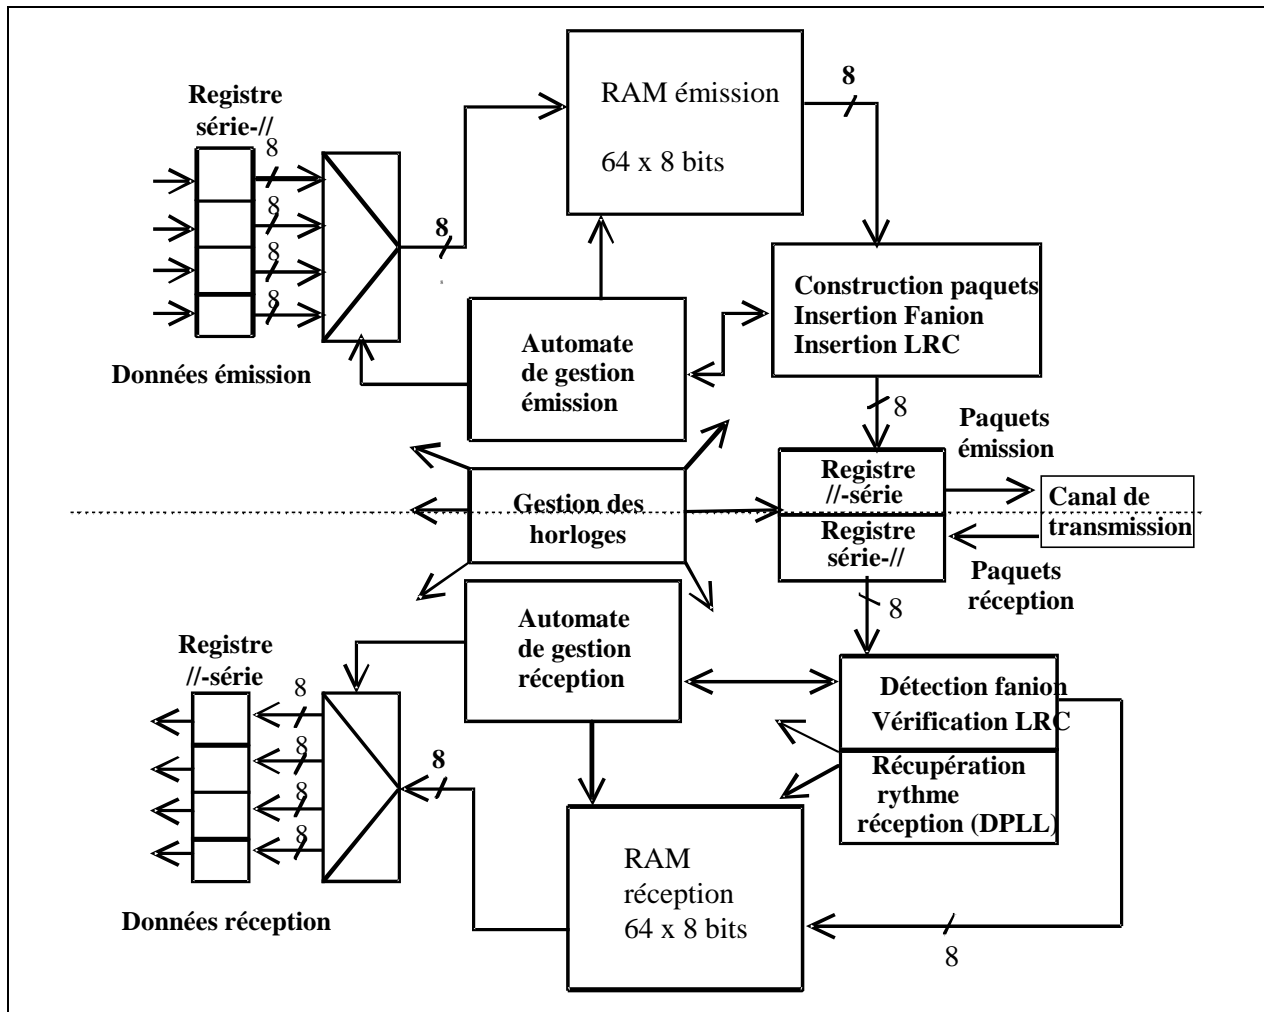 Registre
série-//
8
8
8
8
Données émission
8
RAM émission
64 x 8 bits
8
Construction paquets
Insertion Fanion
Insertion LRC
Automate
de gestion
émission
8
Paquets
émission
Registre
//-série
Canal de
transmission
Gestion des
horloges
Registre
série-//
Paquets
réception
8
Automate
de gestion
réception
Registre
//-série
8
8
8
8
Données réception
8
Détection fanion
Vérification LRC
Récupération
rythme
réception (DPLL)
RAM
réception
64 x 8 bits
8